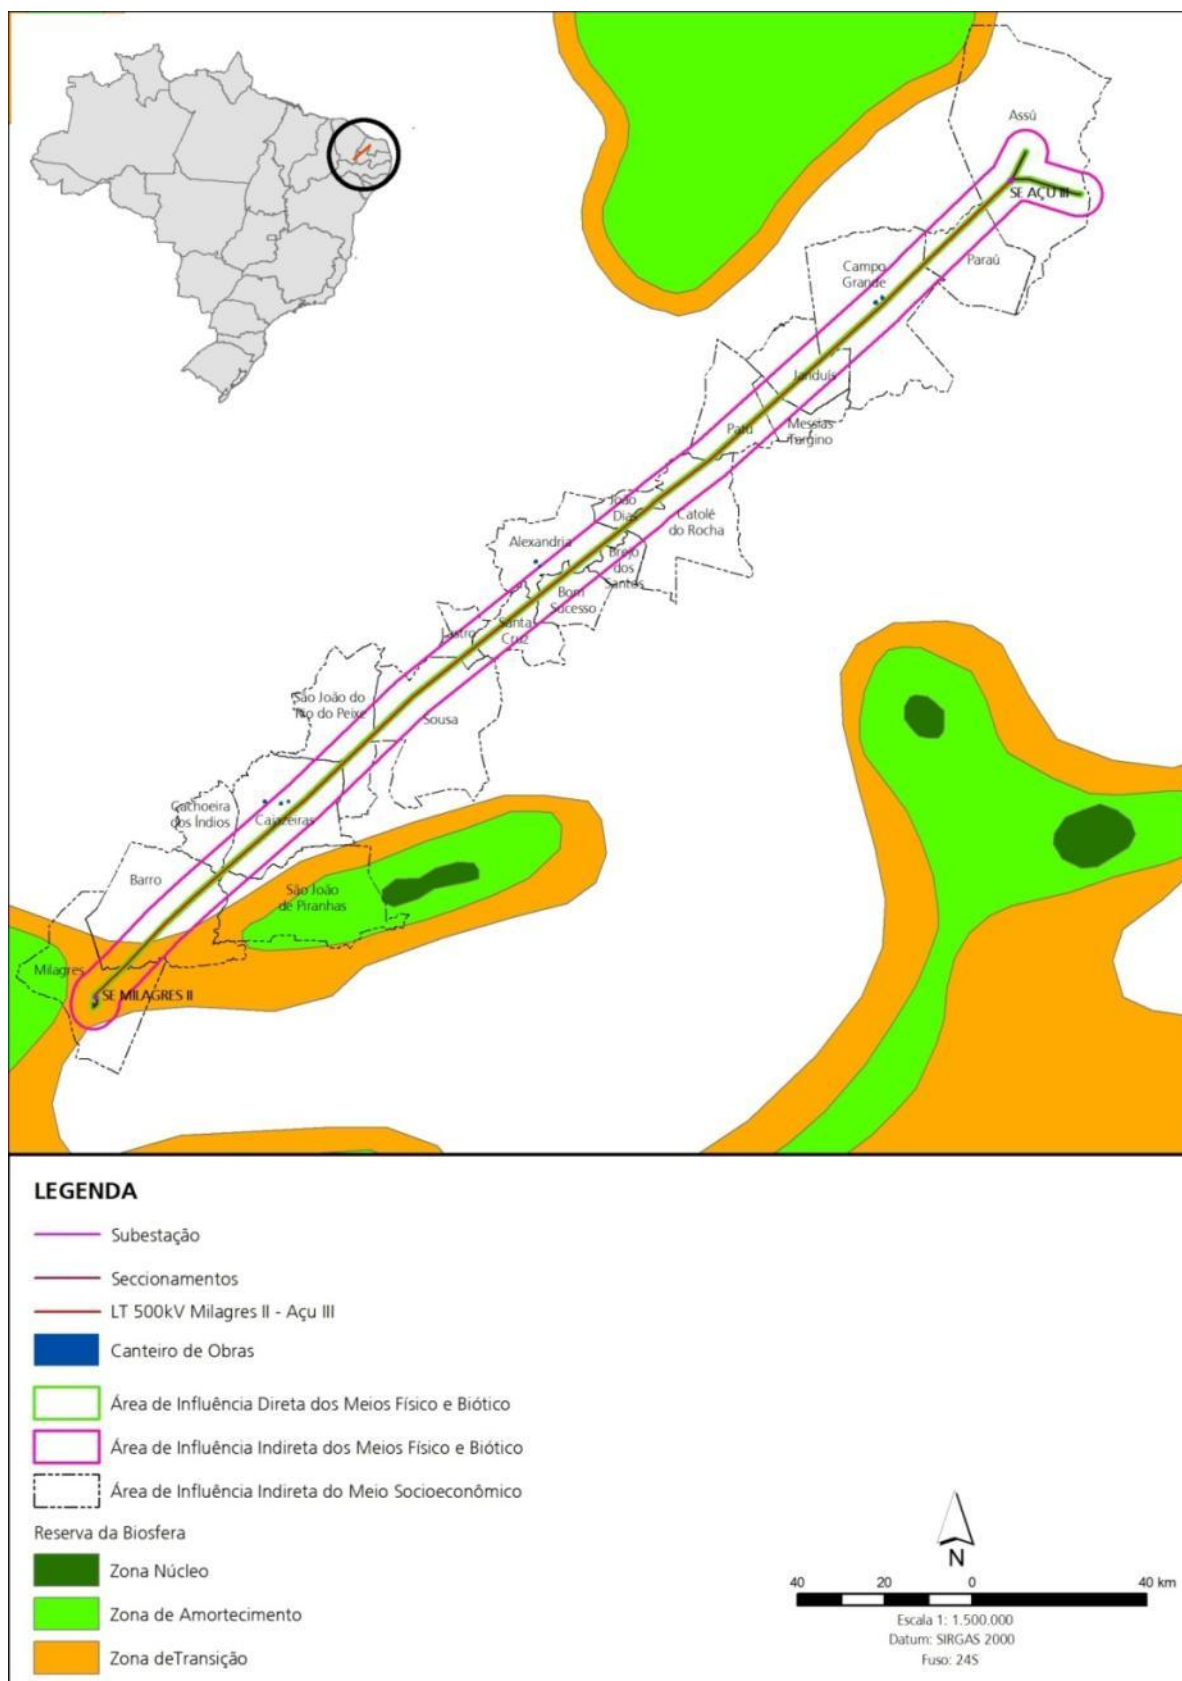 Assú
SE AÇU III
Paraú
Campo
Grande
Janduís
Messias
Targino
Patú
João
Dias
Catolé
do Rocha
Alexandria
Brejo
dos
Santos
Bom
Sucesso
Santa
Cruz
Lastro
São João do
Rio do Peixe
Sousa
Cachoeira
dos Índios
Cajazeiras
Barro
São João
de Piranhas
Milagres
SE MILAGRES II
LEGENDA
Subestação
Seccionamentos
LT 500kV Milagres II - Açu III
Canteiro de Obras
Área de Influência Direta dos Meios Físico e Biótico
Área de Influência Indireta dos Meios Físico e Biótico
Área de Influência Indireta do Meio Socioeconômico
Reserva da Biosfera
Zona Núcleo
Zona de Amortecimento
Zona deTransição
N
40 20 0 40 km
Escala 1: 1.500.000
Datum: SIRGAS 2000
Fuso: 24S